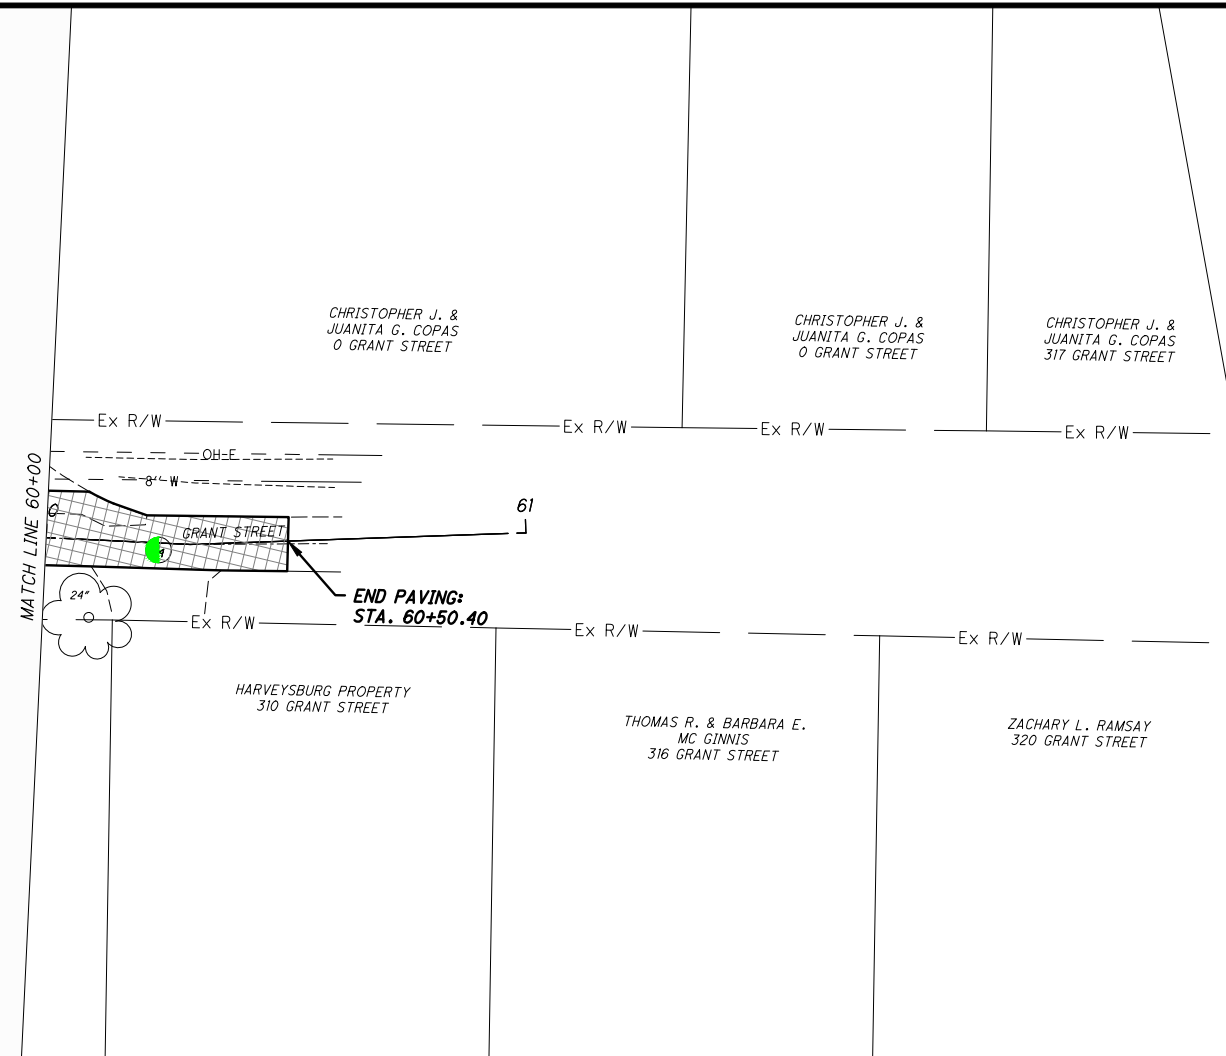 CHRISTOPHER J. &
JUANITA G. COPAS
0 GRANT STREET
CHRISTOPHER J. &
JUANITA G. COPAS
0 GRANT STREET
CHRISTOPHER J. &
JUANITA G. COPAS
317 GRANT STREET
Ex R/W
Ex R/W
Ex R/W
Ex R/W
OH-E
8" W
MATCH LINE 60+00
0
61
GRANT STREET
END PAVING:
STA. 60+50.40
24"
Ex R/W
Ex R/W
Ex R/W
HARVEYSBURG PROPERTY
310 GRANT STREET
THOMAS R. & BARBARA E.
MC GINNIS
316 GRANT STREET
ZACHARY L. RAMSAY
320 GRANT STREET